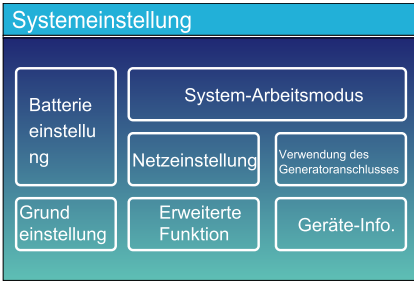 Systemeinstellung
Batterie
einstellu
ng
System-Arbeitsmodus
Netzeinstellung
Verwendung des
Generatoranschlusses
Grund
einstellung
Erweiterte
Funktion
Geräte-Info.